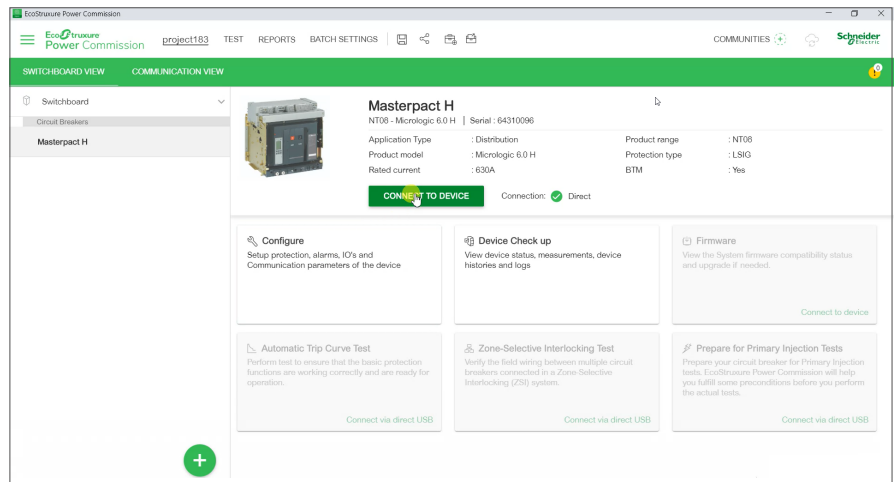 EcoStruxure Power Commission
EcoStruxure
Power Commission
project183 TEST REPORTS BATCH SETTINGS
COMMUNITIES
Schneider
Electric
SWITCHBOARD VIEW COMMUNICATION VIEW
0
Switchboard
Circuit Breakers
Masterpact H
Masterpact H
NT08 - Micrologic 6.0 H | Serial : 64310096
Application Type : Distribution Product range : NT08
Product model : Micrologic 6.0 H Protection type : LSIG
Rated current : 630A BTM : Yes
CONNECT TO DEVICE Connection: Direct
Configure
Setup protection, alarms, IO's and
Communication parameters of the device
Device Check up
View device status, measurements, device
histories and logs
Firmware
View the System firmware compatibility status
and upgrade if needed.
Connect to device
Automatic Trip Curve Test
Perform test to ensure that the basic protection
functions are working correctly and are ready for
operation.
Connect via direct USB
Zone-Selective Interlocking Test
Verify the field wiring between multiple circuit
breakers connected in a Zone-Selective
Interlocking (ZSI) system.
Connect via direct USB
Prepare for Primary Injection Tests
Prepare your circuit breaker for Primary Injection
tests. EcoStruxure Power Commission will help
you fulfill some preconditions before you perform
the actual tests.
Connect via direct USB